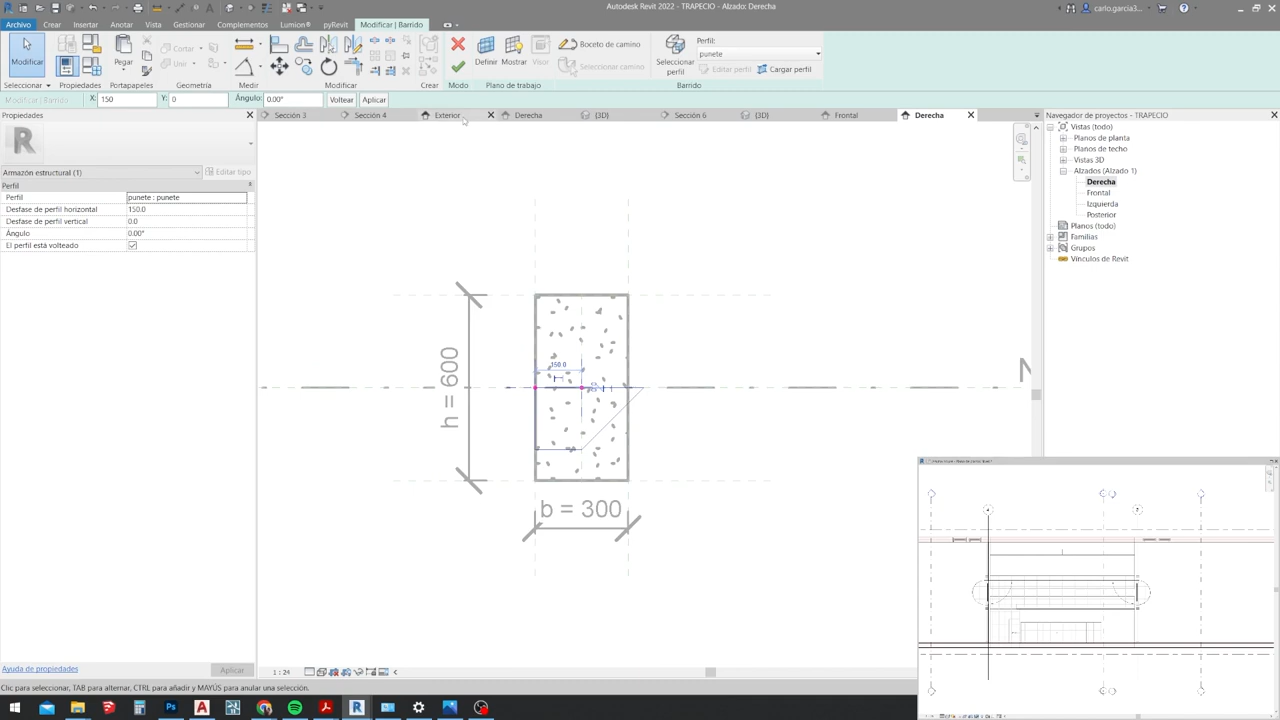 Autodesk Revit 2022 - TRAPECIO - Alzado: Derecha
carlo.garcia3...
Archivo Crear Insertar Anotar Vista Gestionar Complementos Lumion® pyRevit Modificar | Barrido
Modificar
Pegar
Cortar
Unir
Definir Mostrar Visor
Boceto de camino
Seleccionar camino
Seleccionar perfil
Perfil:
punete
Editar perfil
Cargar perfil
Seleccionar Propiedades Portapapeles Geometría Medir Modificar Crear Modo Plano de trabajo Barrido
Modificar | Barrido X: 150 Y: 0 Ángulo: 0.00° Voltear Aplicar
Propiedades
Sección 3 Sección 4 Exterior Derecha {3D} Sección 6 {3D} Frontal Derecha
Navegador de proyectos - TRAPECIO
R
Armazón estructural (1) Editar tipo
Perfil
Perfil punete : punete
Desfase de perfil horizontal 150.0
Desfase de perfil vertical 0.0
Ángulo 0.00°
El perfil está volteado
Vistas (todo)
Planos de planta
Planos de techo
Vistas 3D
Alzados (Alzado 1)
Derecha
Frontal
Izquierda
Posterior
Planos (todo)
Familias
Grupos
Vínculos de Revit
150.0
h = 600
b = 300
Ayuda de propiedades
Aplicar
1 : 24
Clic para seleccionar, TAB para alternar, CTRL para añadir y MAYÚS para anular una selección.